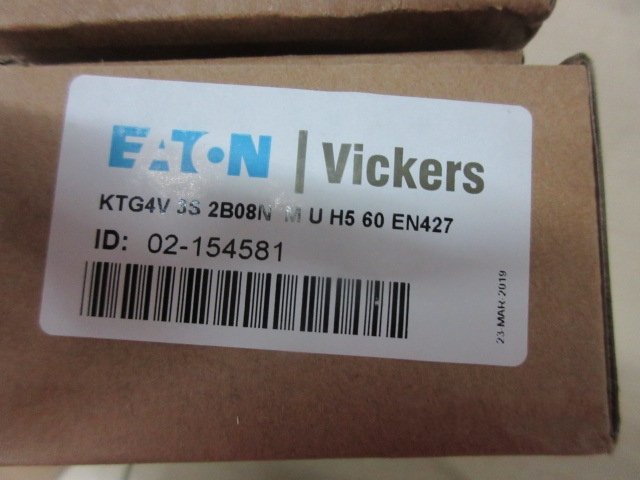 EATON | Vickers
KTG4V 3S 2B08N M U H5 60 EN427
ID: 02-154581
23-MAR-2019